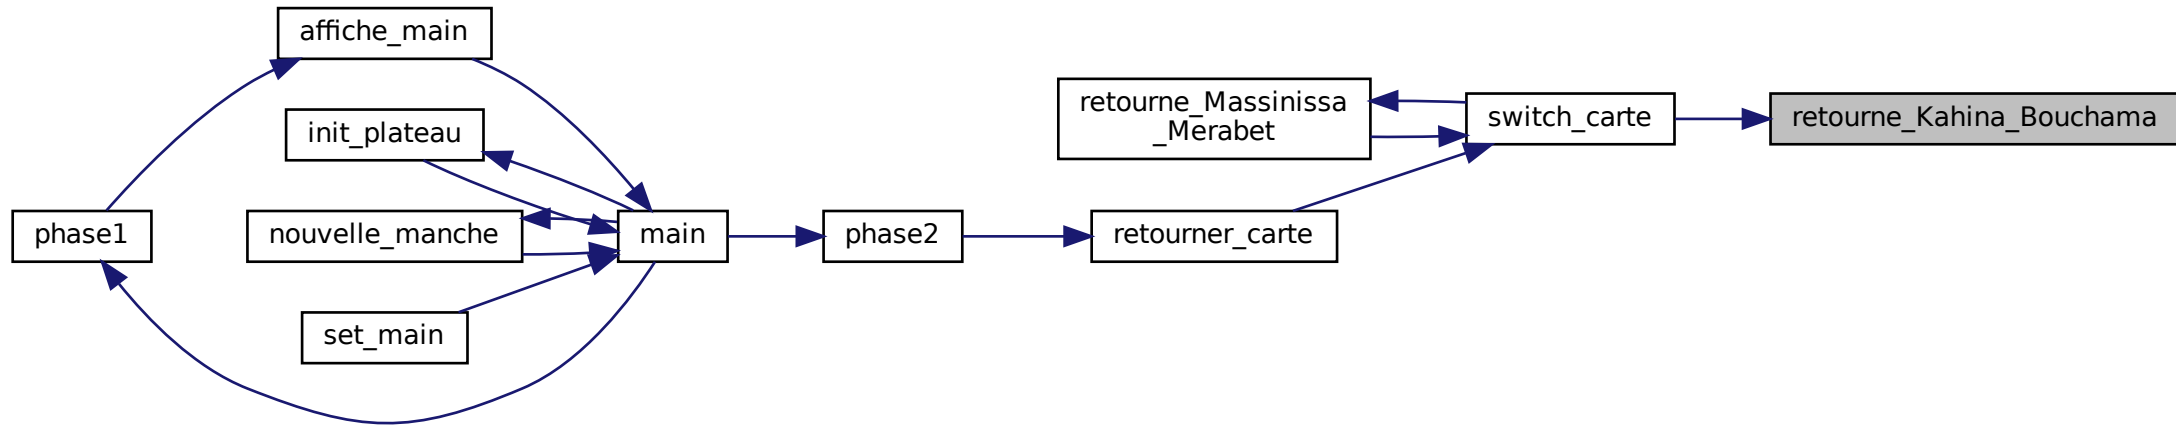 affiche_main
init_plateau
phase1
nouvelle_manche
set_main
main
phase2
retourne_Massinissa
_Merabet
retourner_carte
switch_carte
retourne_Kahina_Bouchama